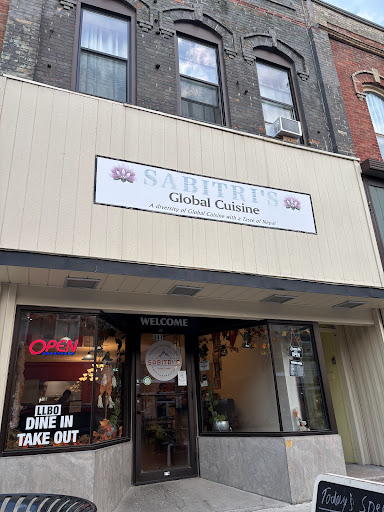 SABITRI'S
Global Cuisine
A diversity of Global Cuisine with a Taste of Nepal
WELCOME
OPEN
SABITRI'S
LLBO
DINE IN
TAKE OUT
Today's Spe